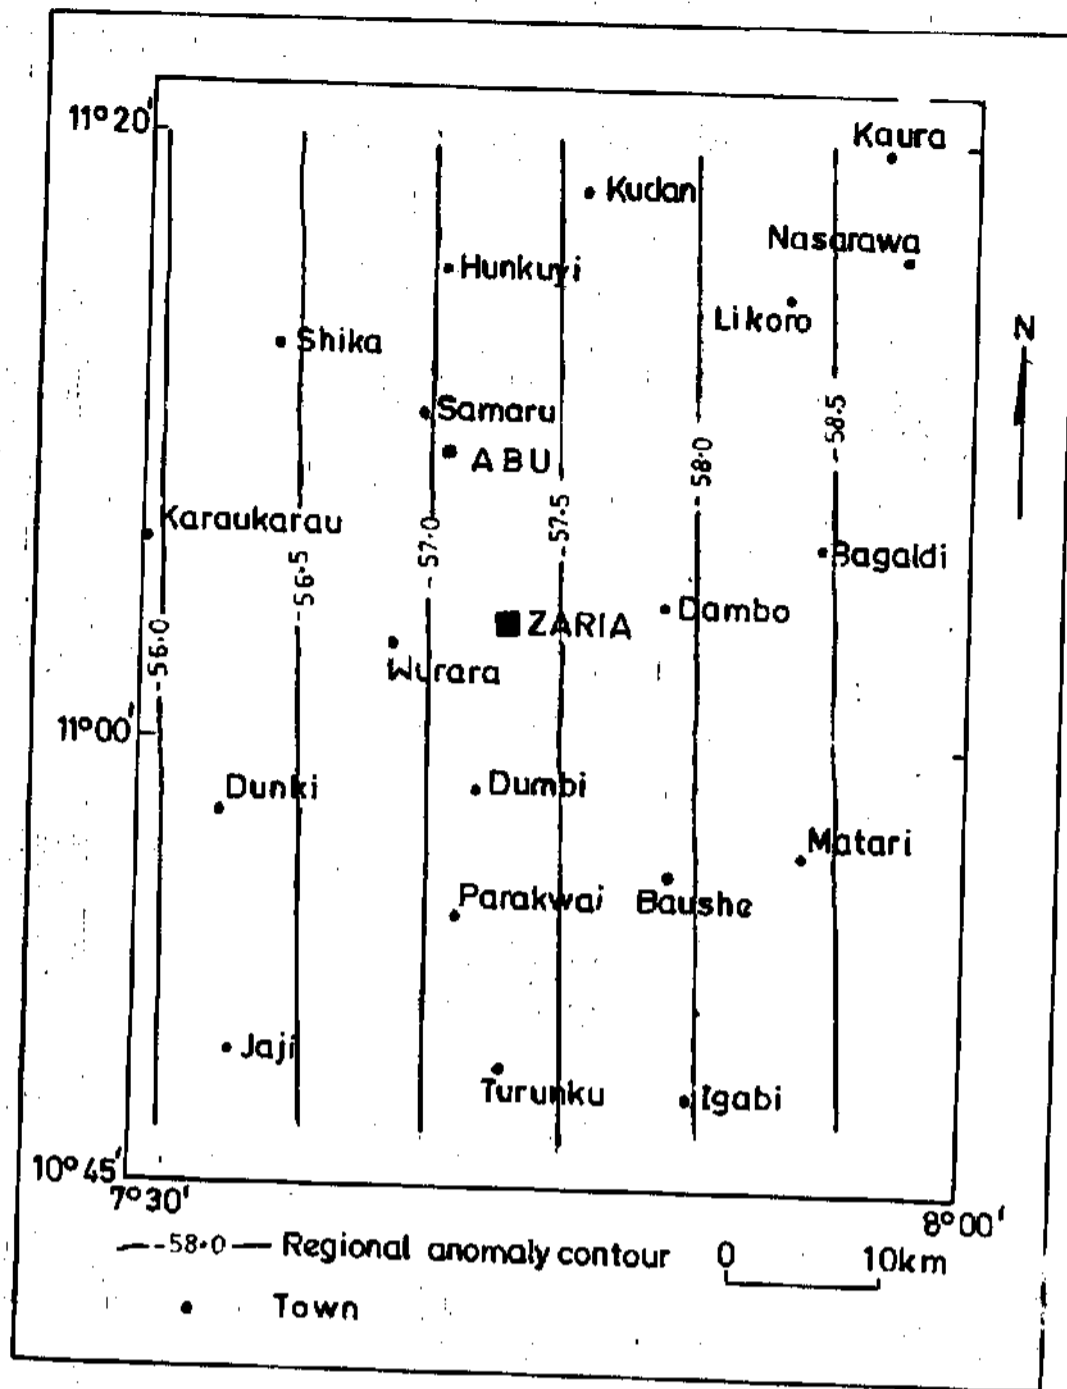 11°20'
Kaura
Kudan
Nasarawa
Hunkuyi
Likoro
N
Shika
Samaru
ABU
-58.5
-58.0
Karaukarau
-57.5
-57.0
Bagaldi
-56.5
Dambo
ZARIA
-56.0
Wurara
11°00'
Dunki
Dumbi
Matari
Parakwai
Baushe
Jaji
Turunku
Igabi
10°45'
7°30'
8°00'
-58.0 Regional anomaly contour
0 10km
Town